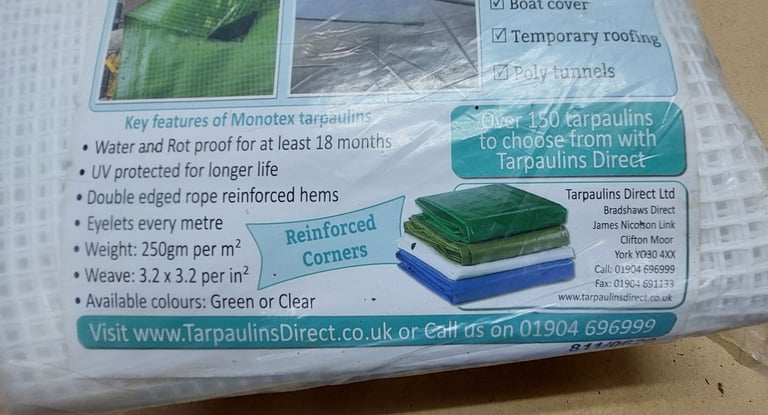 ☑ Boat cover
☑ Temporary roofing
☑ Poly tunnels
Key features of Monotex tarpaulins
• Water and Rot proof for at least 18 months
• UV protected for longer life
• Double edged rope reinforced hems
• Eyelets every metre
• Weight: 250gm per m²
• Weave: 3.2 x 3.2 per in²
• Available colours: Green or Clear
Reinforced
Corners
Over 150 tarpaulins
to choose from with
Tarpaulins Direct
Tarpaulins Direct Ltd
Bradshaws Direct
James Nicolson Link
Clifton Moor
York YO30 4XX
Call: 01904 696999
Fax: 01904 691133
www.tarpaulinsdirect.co.uk
Visit www.TarpaulinsDirect.co.uk or Call us on 01904 696999